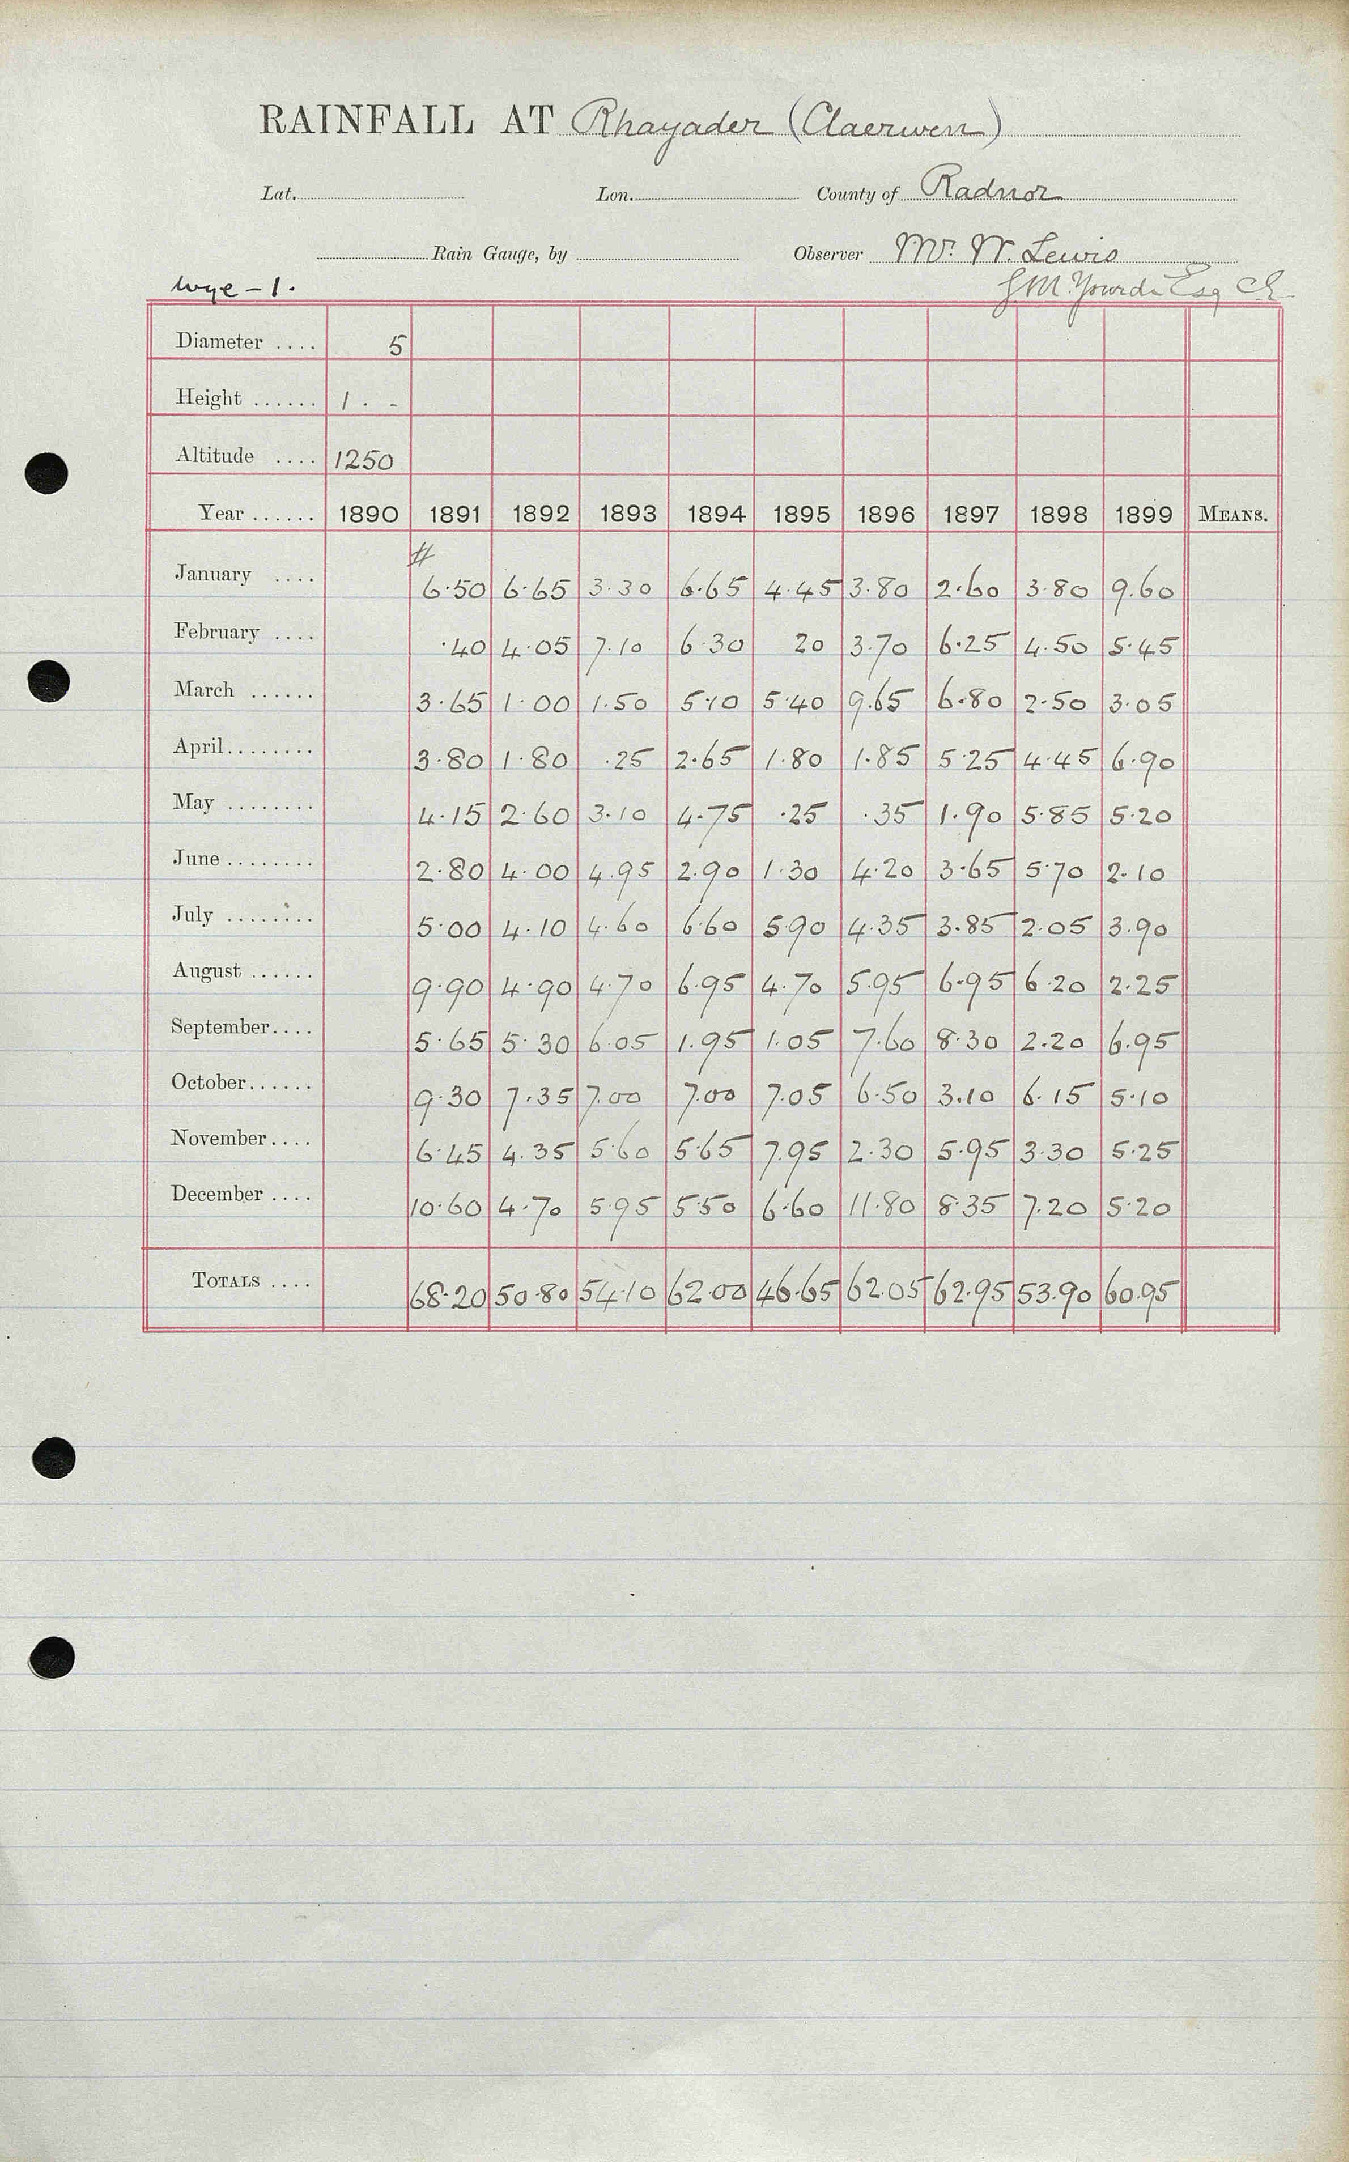 RAINFALL AT Rhayader (Claerwen)
Lat. Lon. County of Radnor
Rain Gauge, by Observer Mr. W. Lewis
Wye - 1. Esq
Diameter .... 5
Height ...... 1 . -
Altitude .... 1250
Year ...... 1890 1891 1892 1893 1894 1895 1896 1897 1898 1899 MEANS.
#
January .... 6.50 6.65 3.30 6.65 4.45 3.80 2.60 3.80 9.60
February .... .40 4.05 7.10 6.30 20 3.70 6.25 4.50 5.45
March ...... 3.65 1.00 1.50 5.10 5.40 9.65 6.80 2.50 3.05
April........ 3.80 1.80 .25 2.65 1.80 1.85 5.25 4.45 6.90
May ........ 4.15 2.60 3.10 4.75 .25 .35 1.90 5.85 5.20
June ........ 2.80 4.00 4.95 2.90 1.30 4.20 3.65 5.70 2.10
July ........ 5.00 4.10 4.60 6.60 5.90 4.35 3.85 2.05 3.90
August ...... 9.90 4.90 4.70 6.95 4.70 5.95 6.95 6.20 2.25
September.... 5.65 5.30 6.05 1.95 1.05 7.60 8.30 2.20 6.95
October...... 9.30 7.35 7.00 7.00 7.05 6.50 3.10 6.15 5.10
November.... 6.45 4.35 5.60 5.65 7.95 2.30 5.95 3.30 5.25
December .... 10.60 4.70 5.95 5.50 6.60 11.80 8.35 7.20 5.20
TOTALS .... 68.20 50.80 54.10 62.00 46.65 62.05 62.95 53.90 60.95